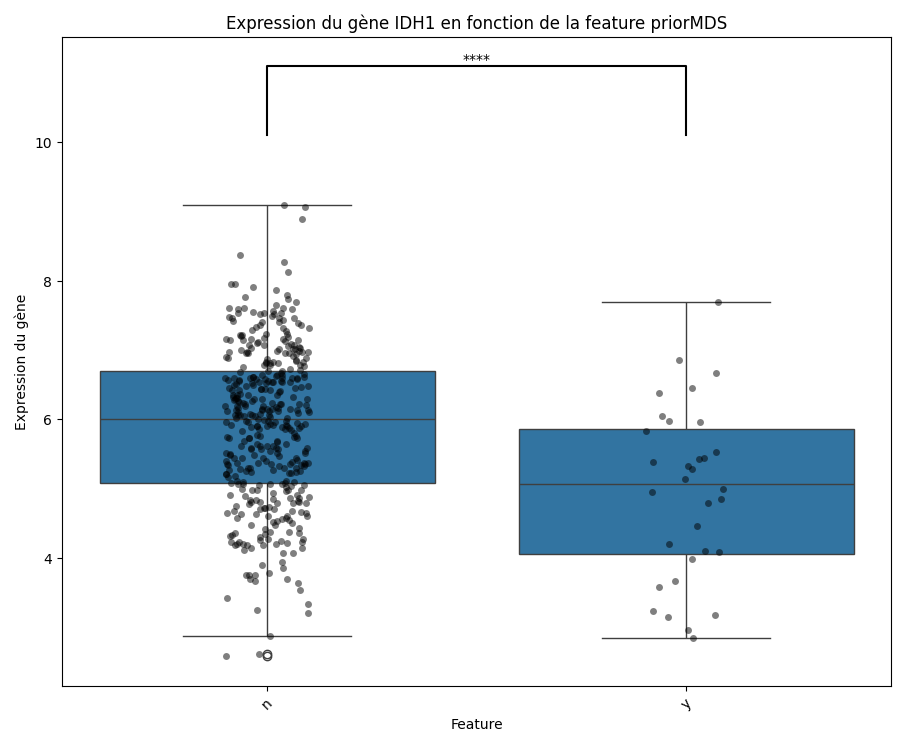 Expression du gène IDH1 en fonction de la feature priorMDS
****
10
8
6
4
Expression du gène
n
y
Feature